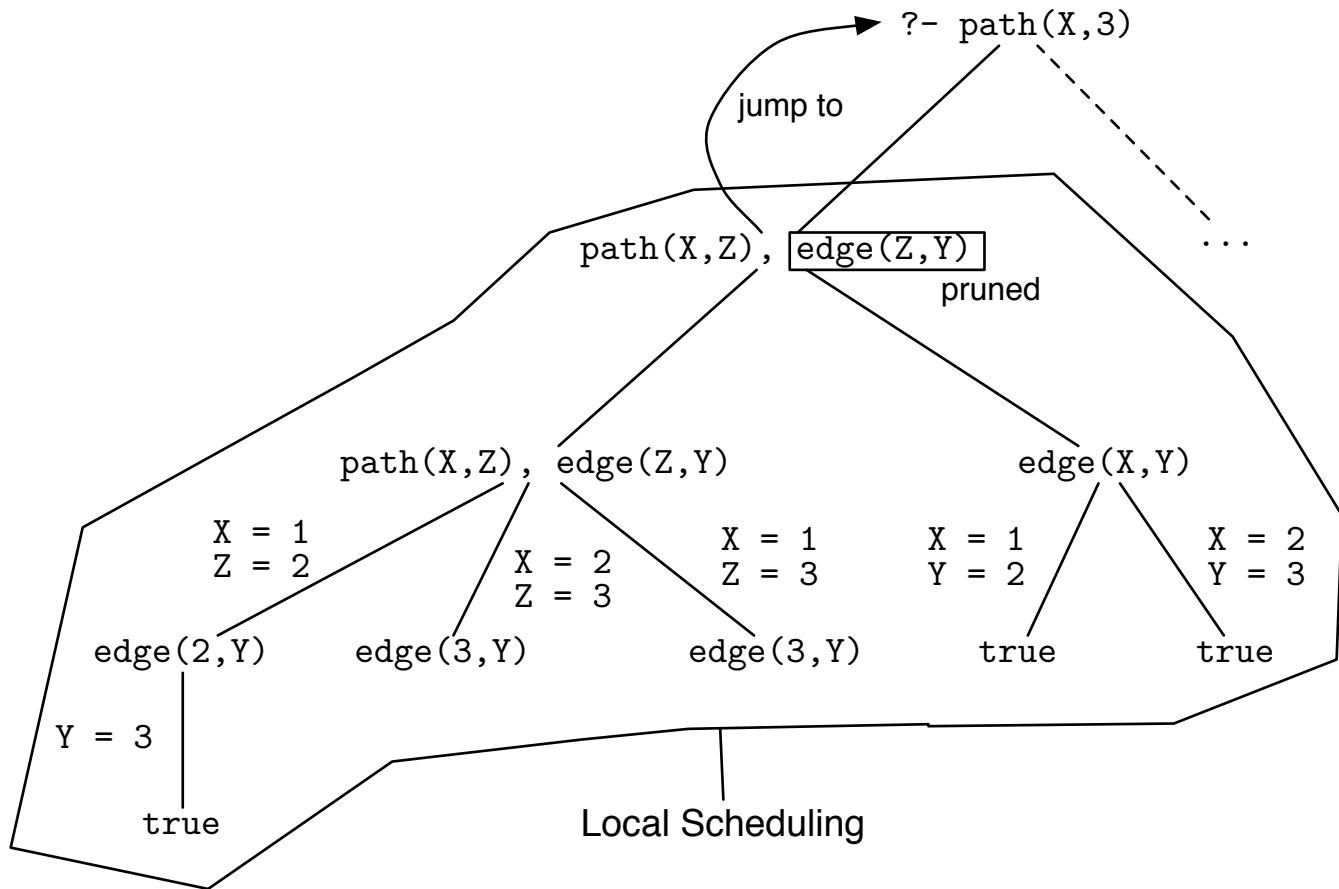 ?- path(X,3)
jump to
path(X,Z), edge(Z,Y)
...
pruned
path(X,Z), edge(Z,Y)
edge(X,Y)
X = 1
Z = 2
X = 2
Z = 3
X = 1
Z = 3
X = 1
Y = 2
X = 2
Y = 3
edge(2,Y)
edge(3,Y)
edge(3,Y)
true
true
Y = 3
true
Local Scheduling